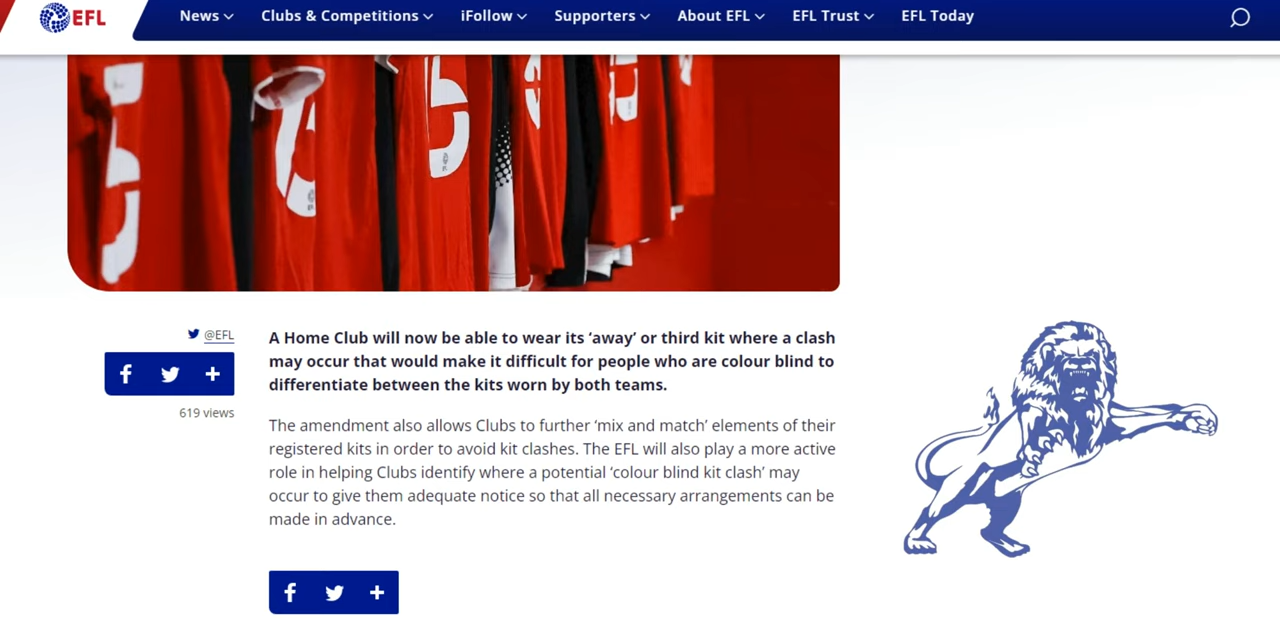 EFL
News
Clubs & Competitions
iFollow
Supporters
About EFL
EFL Trust
EFL Today
@EFL
619 views
A Home Club will now be able to wear its ‘away’ or third kit where a clash
may occur that would make it difficult for people who are colour blind to
differentiate between the kits worn by both teams.
The amendment also allows Clubs to further ‘mix and match’ elements of their
registered kits in order to avoid kit clashes. The EFL will also play a more active
role in helping Clubs identify where a potential ‘colour blind kit clash’ may
occur to give them adequate notice so that all necessary arrangements can be
made in advance.